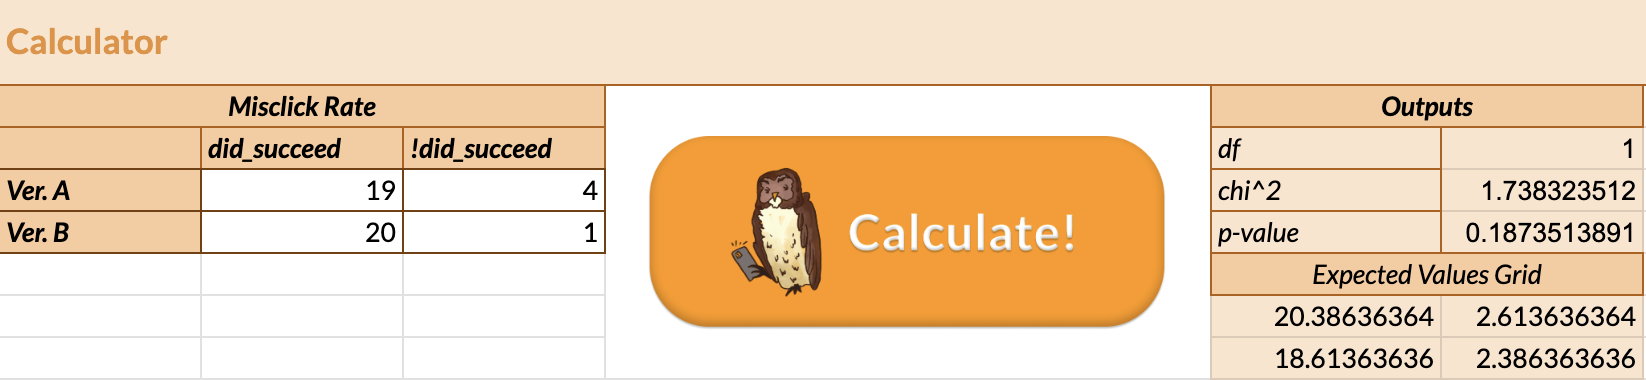 Calculator
Misclick Rate
did_succeed !did_succeed
Ver. A 19 4
Ver. B 20 1
Calculate!
Outputs
df 1
chi^2 1.738323512
p-value 0.1873513891
Expected Values Grid
20.38636364 2.613636364
18.61363636 2.386363636